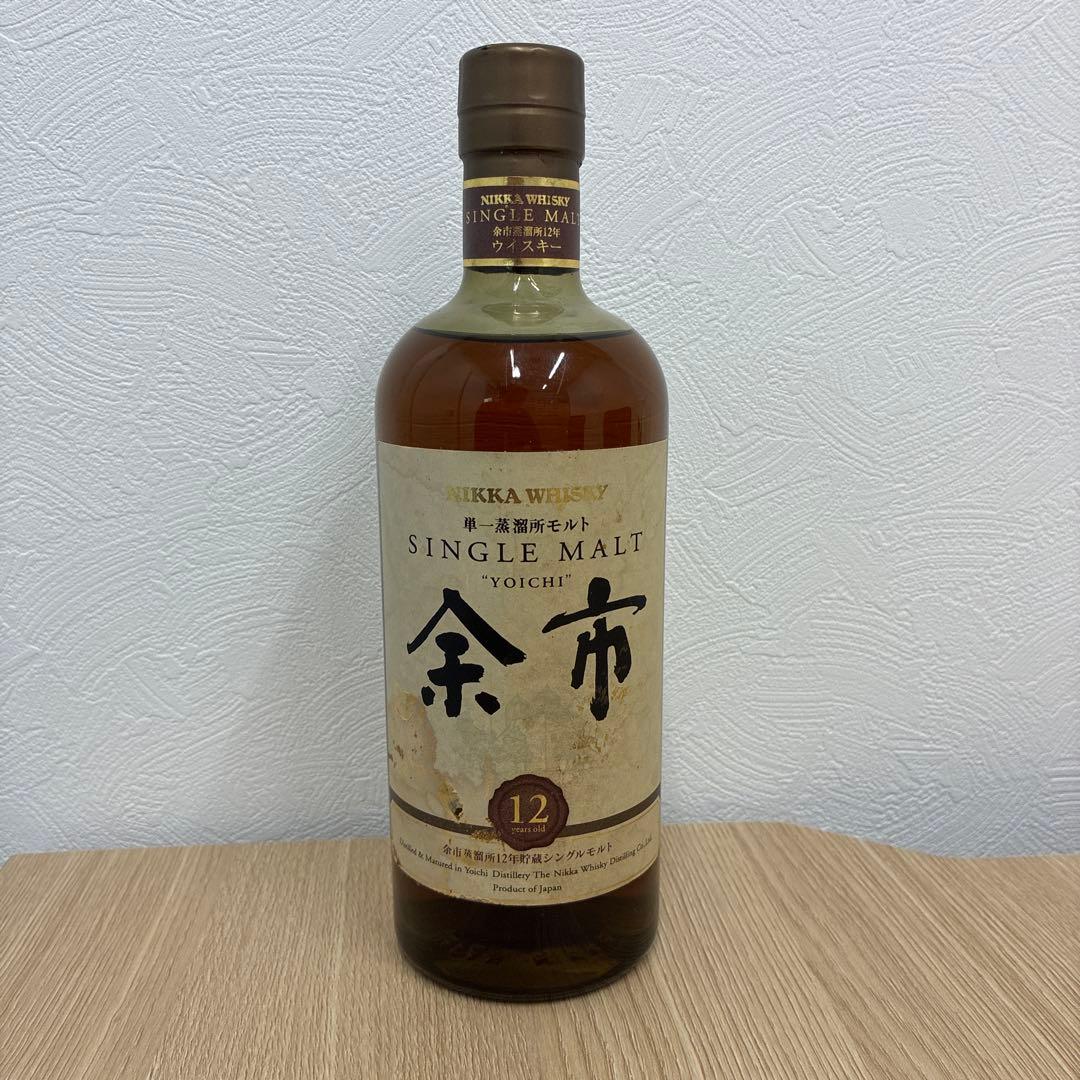 NIKKA WHISKY
SINGLE MALT
余市蒸溜所12年
ウイスキー
NIKKA WHISKY
単一蒸溜所モルト
SINGLE MALT
“YOICHI”
余市
12
years old
余市蒸溜所12年貯蔵シングルモルト
Distilled & Matured in Yoichi Distillery The Nikka Whisky Distilling Co., Ltd.
Product of Japan